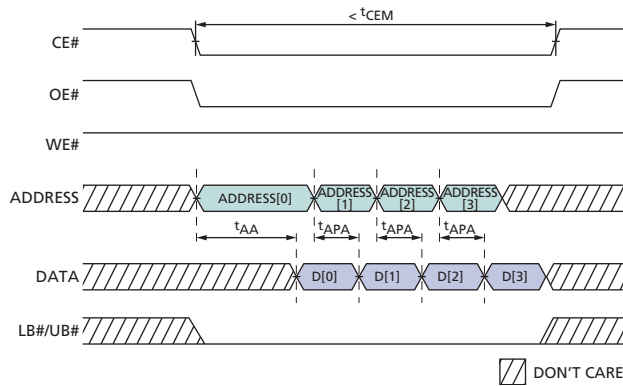 < tCEM
CE#
OE#
WE#
ADDRESS
ADDRESS[0]
ADDRESS
[1]
ADDRESS
[2]
ADDRESS
[3]
tAA
tAPA
tAPA
tAPA
DATA
D[0]
D[1]
D[2]
D[3]
LB#/UB#
DON'T CARE